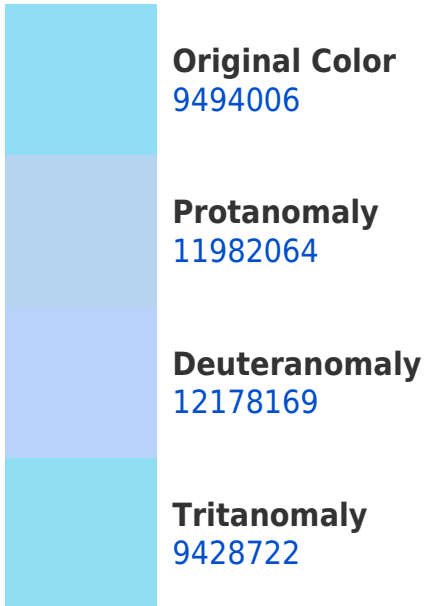 Original Color
9494006
Protanomaly
11982064
Deuteranomaly
12178169
Tritanomaly
9428722